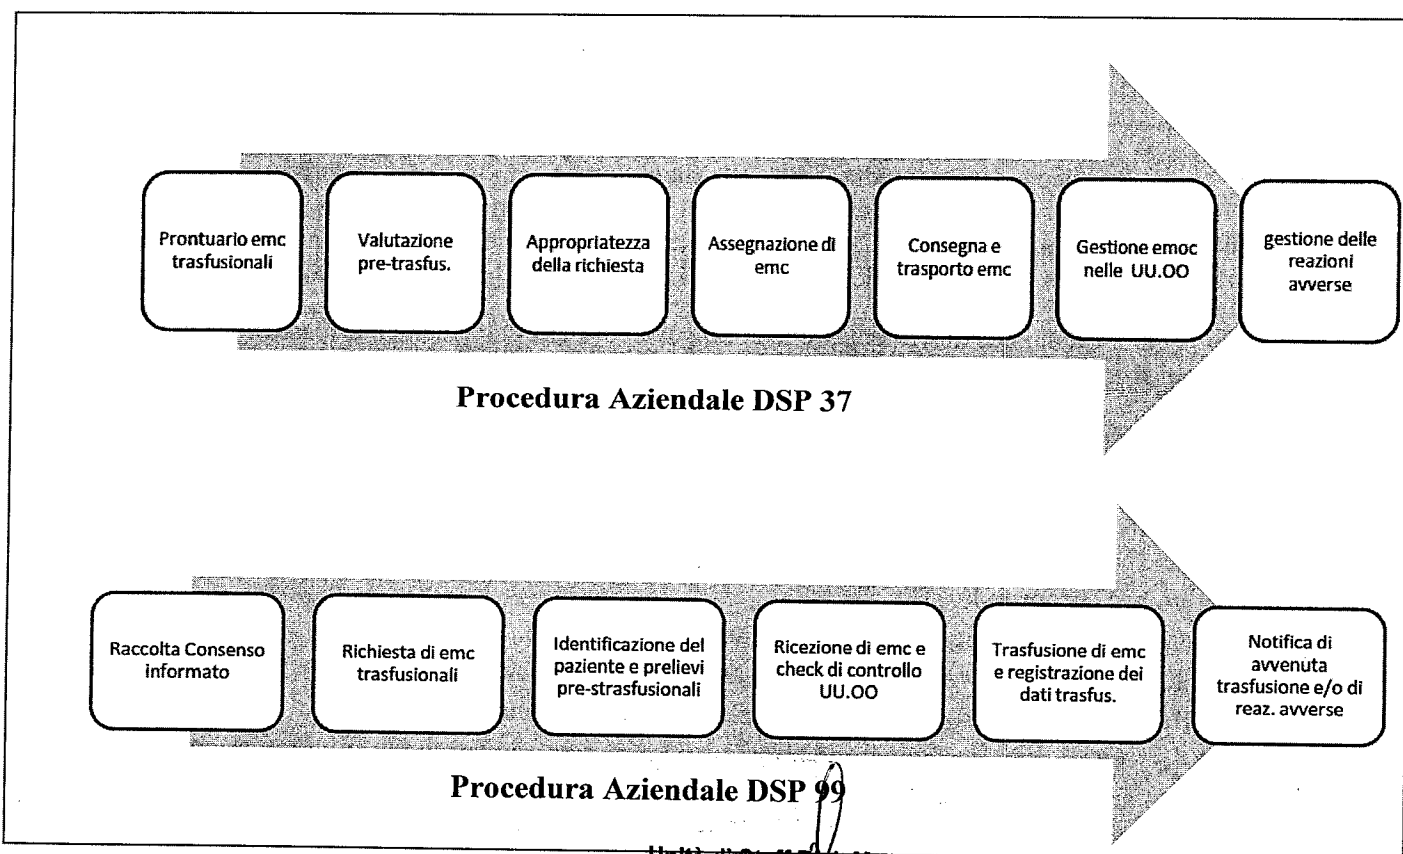 Prontuario emc
trasfusionali
Valutazione
pre-trasfus.
Appropriatezza
della richiesta
Assegnazione di
emc
Consegna e
trasporto emc
Gestione emoc
nelle UU.OO
gestione delle
reazioni
avverse
Procedura Aziendale DSP 37
Raccolta Consenso
informato
Richiesta di emc
trasfusionali
Identificazione del
paziente e prelievi
pre-strasfusionali
Ricezione di emc e
check di controllo
UU.OO
Trasfusione di emc
e registrazione dei
dati trasfus.
Notifica di
avvenuta
trasfusione e/o di
reaz. avverse
Procedura Aziendale DSP 99